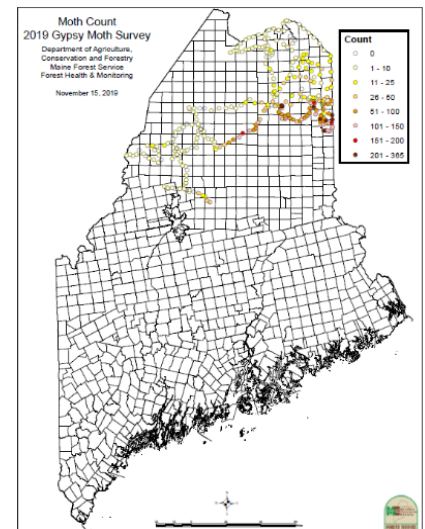 Moth Count
2019 Gypsy Moth Survey
Department of Agriculture,
Conservation and Forestry
Maine Forest Service
Forest Health & Monitoring
November 15, 2019
Count
0
1 - 10
11 - 25
26 - 50
51 - 100
101 - 150
151 - 200
201 - 365